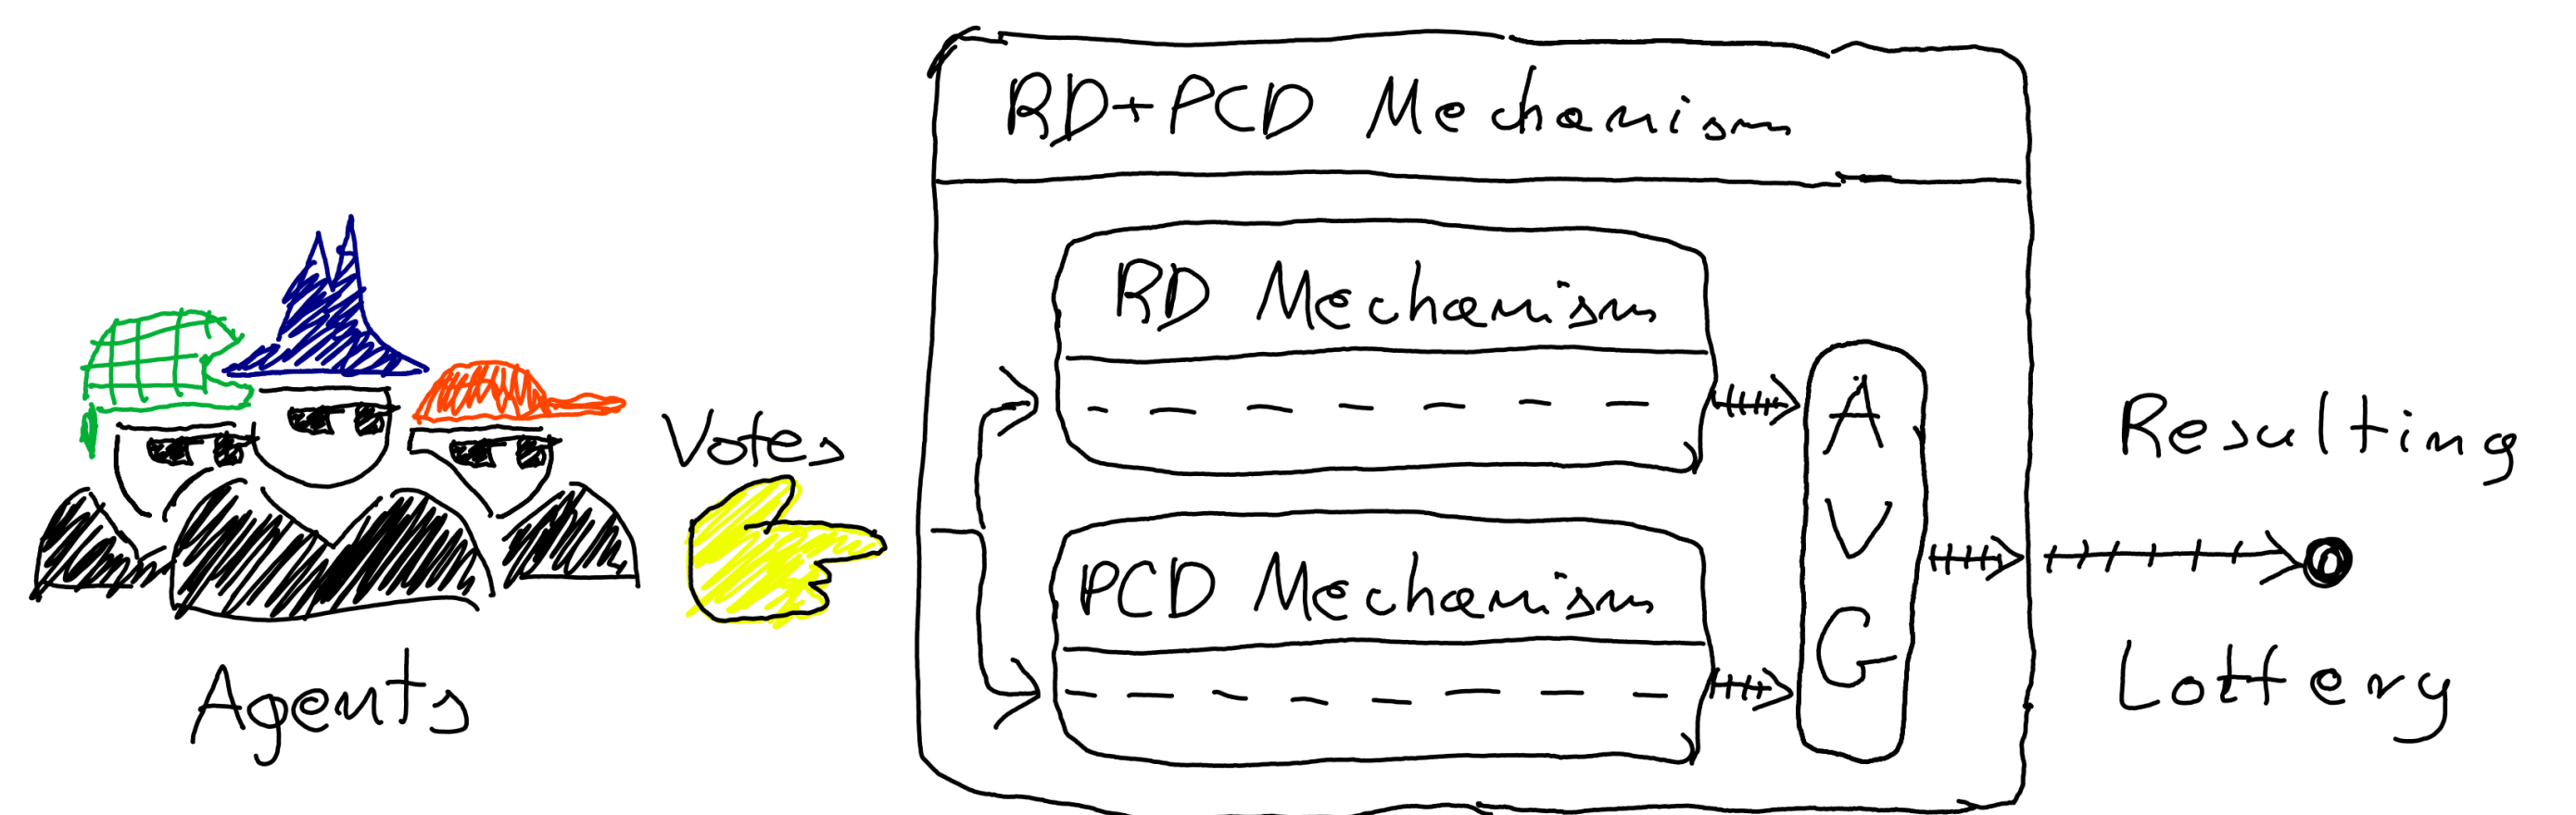 RD+PCD Mechanism
RD Mechanism
Votes
AVG
Resulting
PCD Mechanism
Agents
Lottery